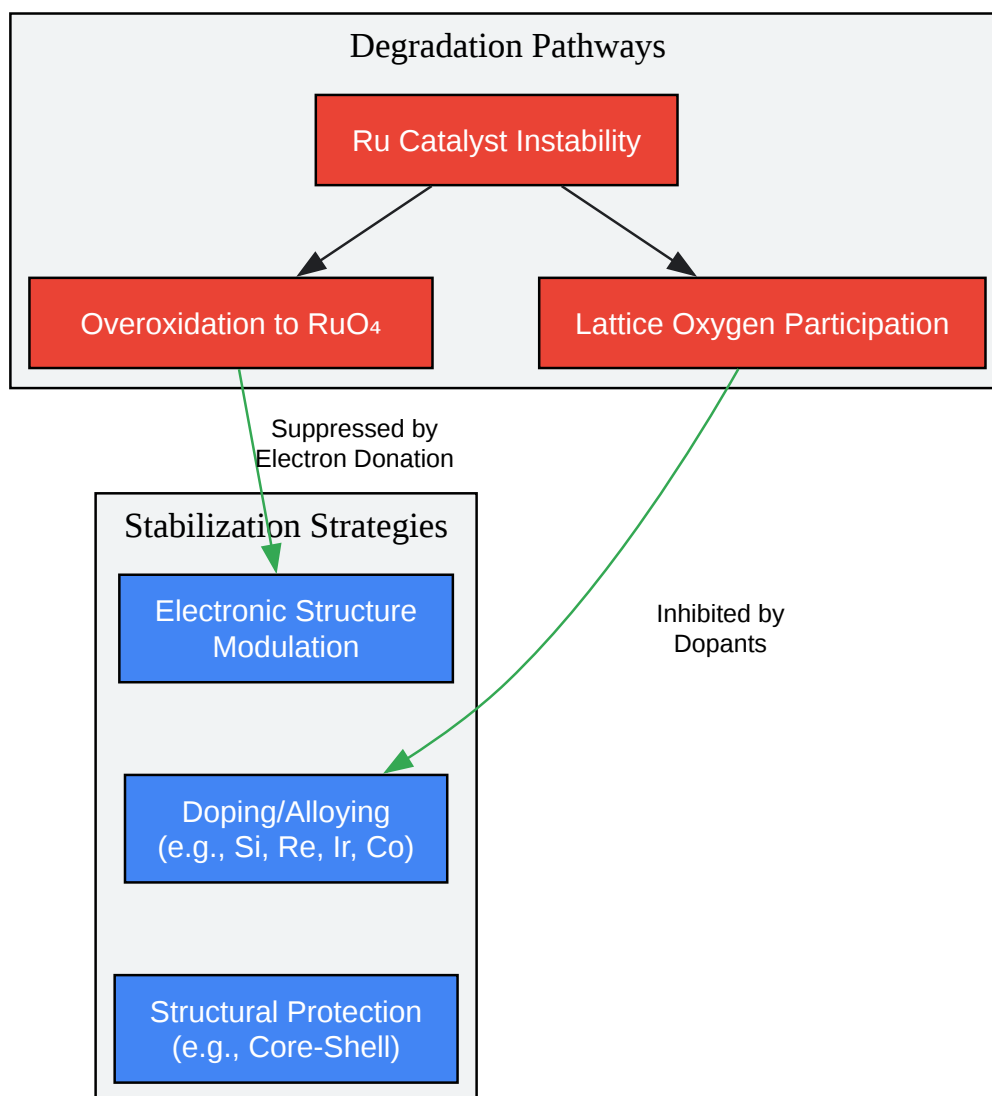 Degradation Pathways
Ru Catalyst Instability
Overoxidation to RuO₄
Lattice Oxygen Participation
Suppressed by
Electron Donation
Stabilization Strategies
Electronic Structure
Modulation
Inhibited by
Dopants
Doping/Alloying
(e.g., Si, Re, Ir, Co)
Structural Protection
(e.g., Core-Shell)